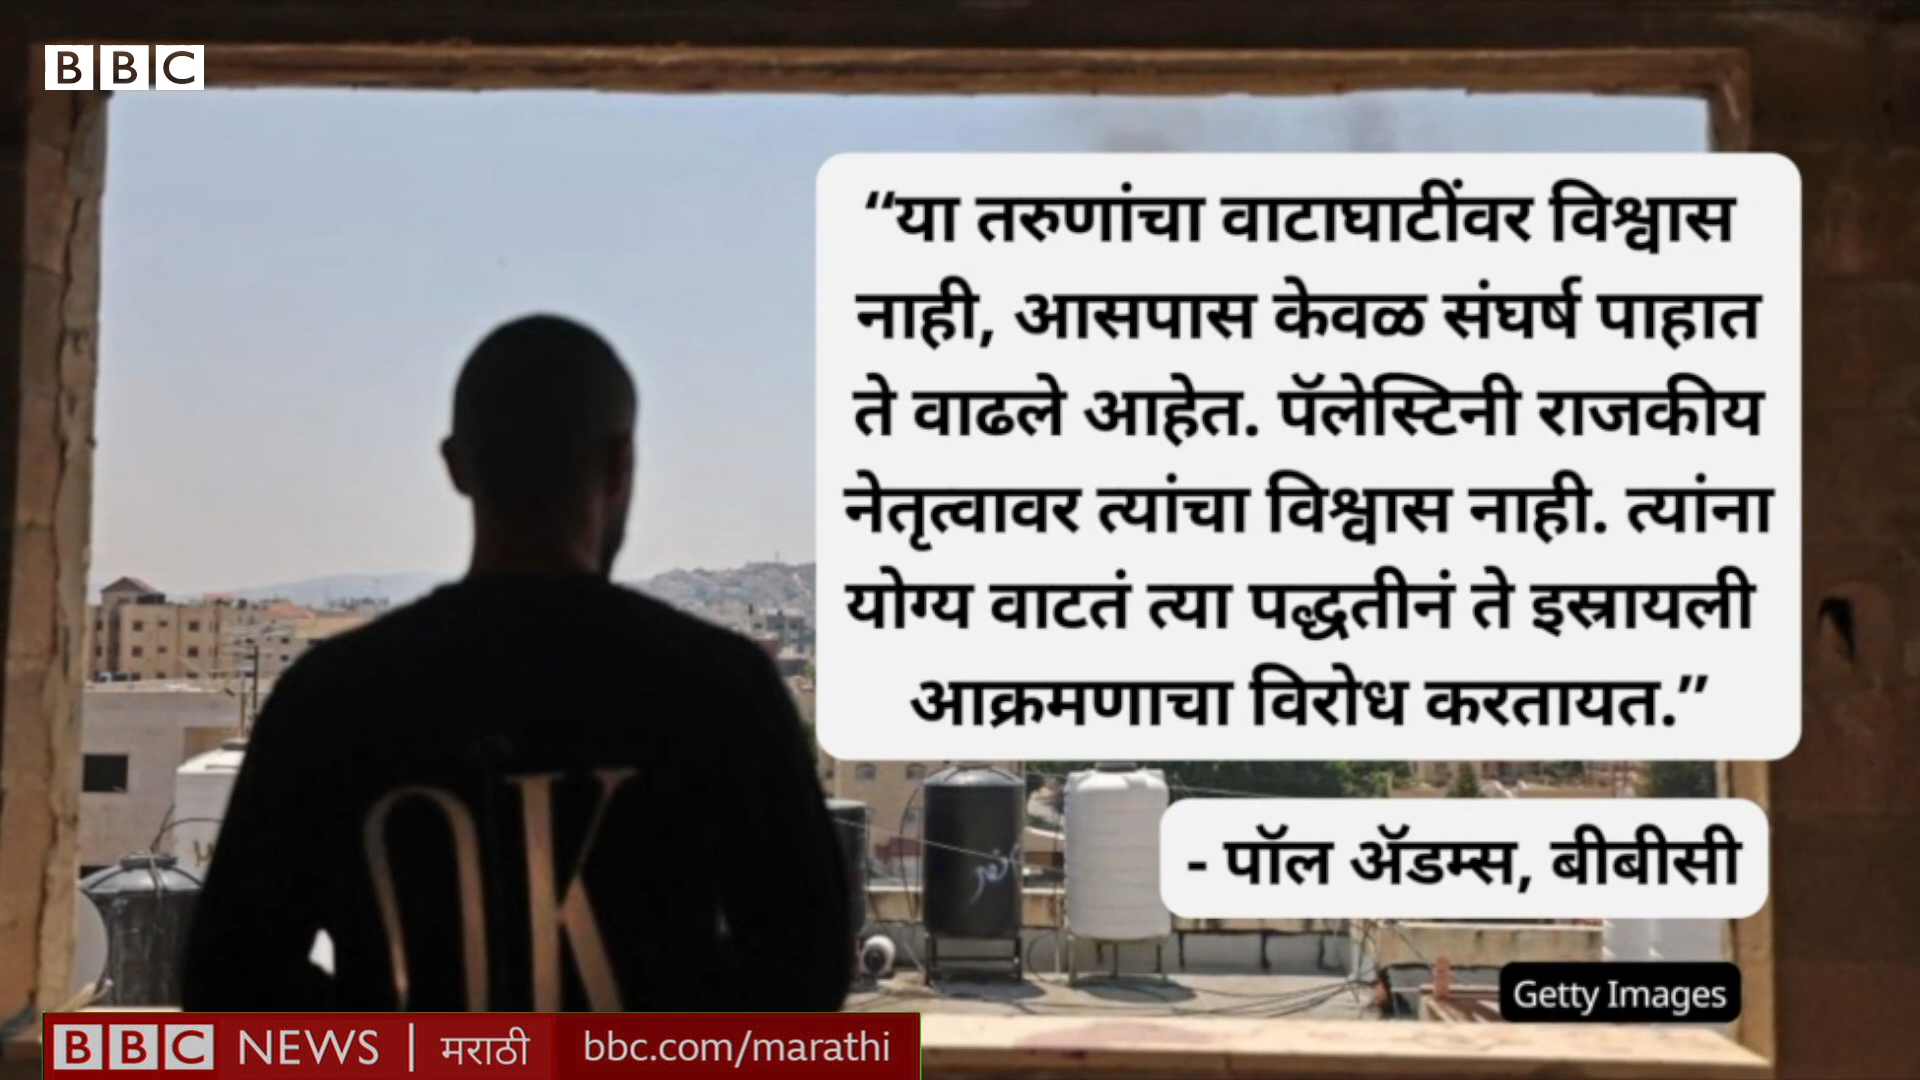 BBC
“या तरुणांचा वाटाघाटींवर विश्वास
नाही, आसपास केवळ संघर्ष पाहात
ते वाढले आहेत. पॅलेस्टिनी राजकीय
नेतृत्वावर त्यांचा विश्वास नाही. त्यांना
योग्य वाटतं त्या पद्धतीनं ते इस्रायली
आक्रमणाचा विरोध करतायत.”
- पॉल ॲडम्स, बीबीसी
OK
Getty Images
BBC NEWS | मराठी bbc.com/marathi